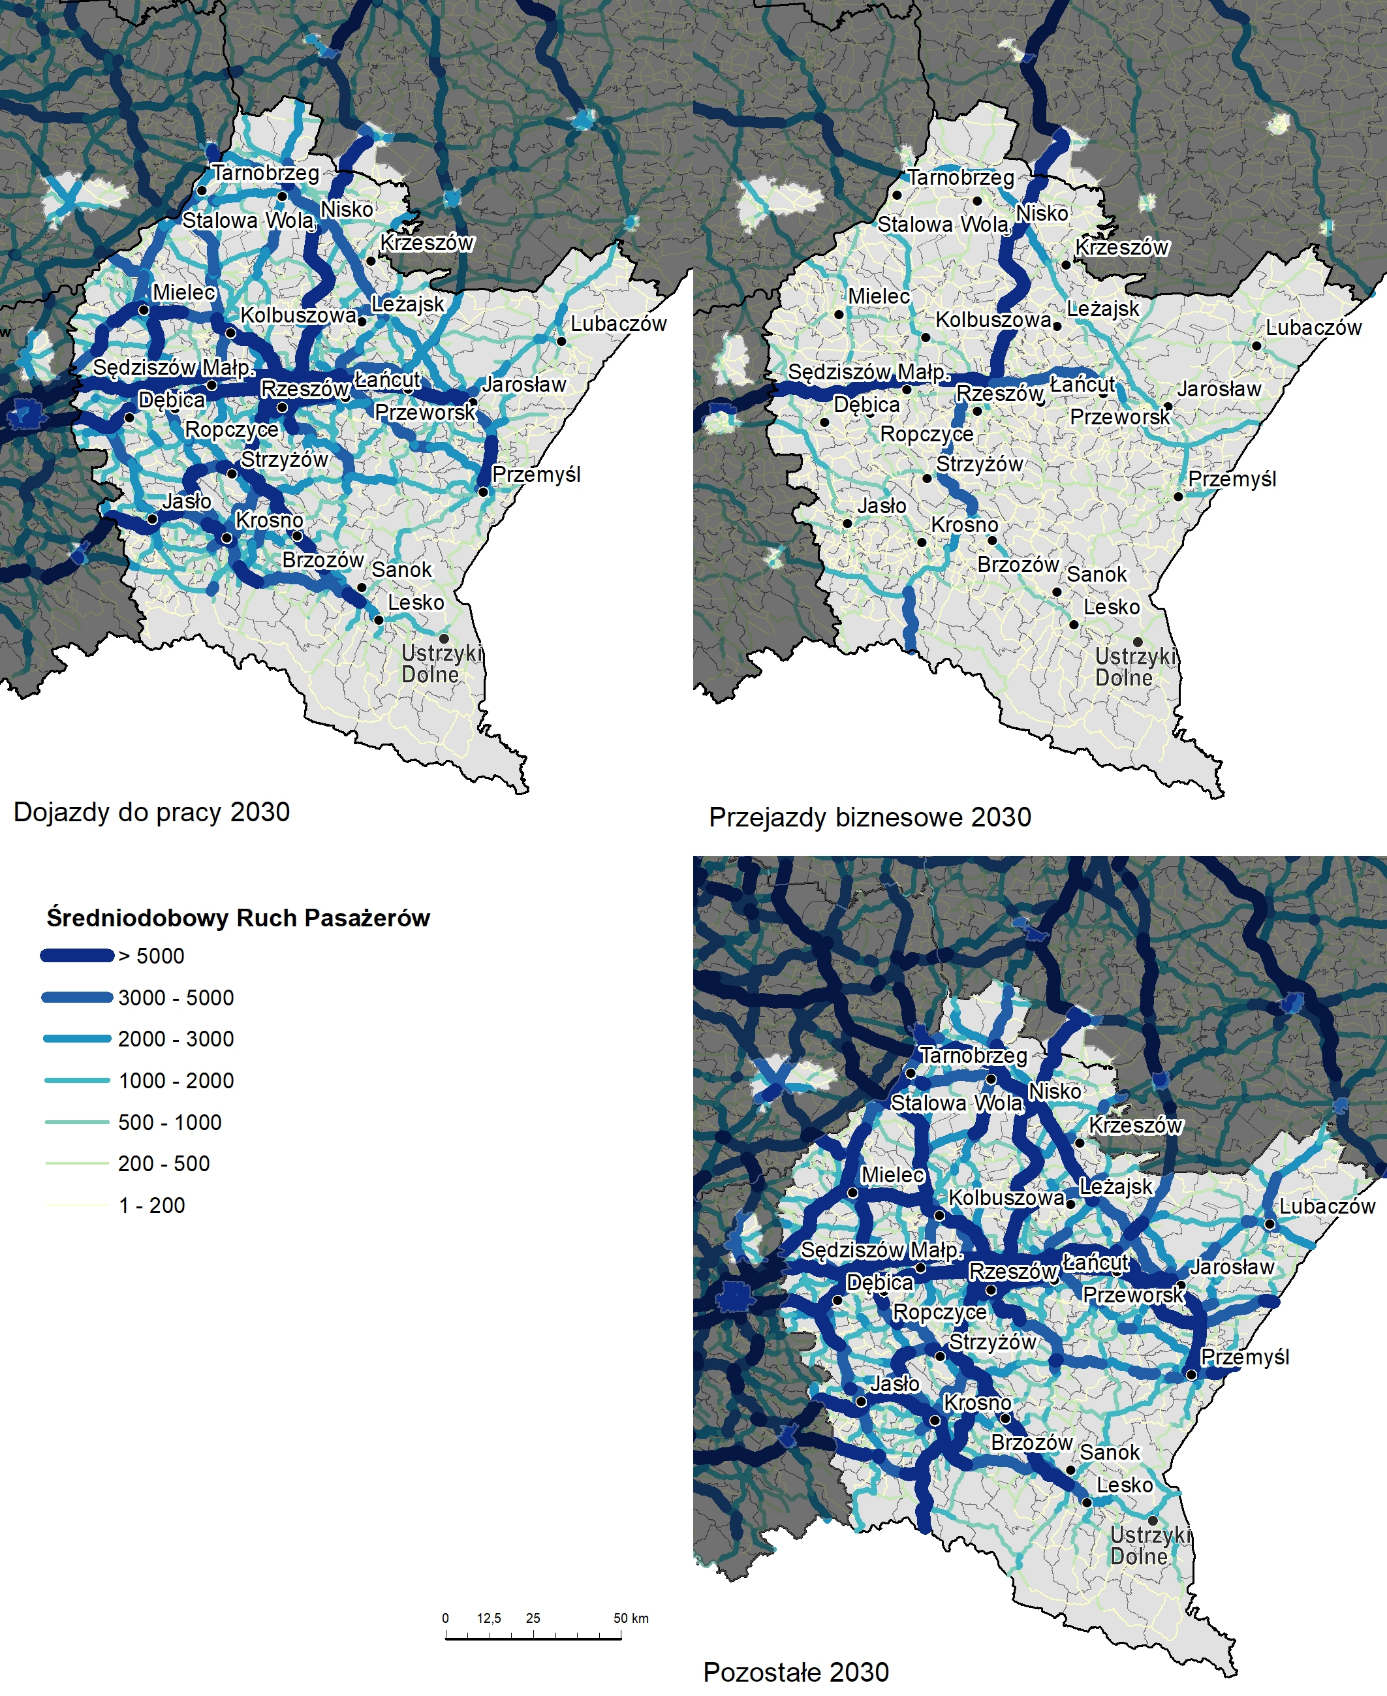 Tarnobrzeg
Stalowa Wola
Nisko
Krzeszów
Mielec
Kolbuszowa
Leżajsk
Lubaczów
Sędziszów Małp.
Rzeszów
Łańcut
Jarosław
Dębica
Przeworsk
Ropczyce
Strzyżów
Przemyśl
Jasło
Krosno
Brzozów
Sanok
Lesko
Ustrzyki
Dolne
Dojazdy do pracy 2030
Tarnobrzeg
Stalowa Wola
Nisko
Krzeszów
Mielec
Kolbuszowa
Leżajsk
Lubaczów
Sędziszów Małp.
Rzeszów
Łańcut
Jarosław
Dębica
Przeworsk
Ropczyce
Strzyżów
Przemyśl
Jasło
Krosno
Brzozów
Sanok
Lesko
Ustrzyki
Dolne
Przejazdy biznesowe 2030
Średniodobowy Ruch Pasażerów
> 5000
3000 - 5000
2000 - 3000
1000 - 2000
500 - 1000
200 - 500
1 - 200
0 12,5 25 50 km
Tarnobrzeg
Stalowa Wola
Nisko
Krzeszów
Mielec
Kolbuszowa
Leżajsk
Lubaczów
Sędziszów Małp.
Rzeszów
Łańcut
Jarosław
Dębica
Przeworsk
Ropczyce
Strzyżów
Przemyśl
Jasło
Krosno
Brzozów
Sanok
Lesko
Ustrzyki
Dolne
Pozostałe 2030